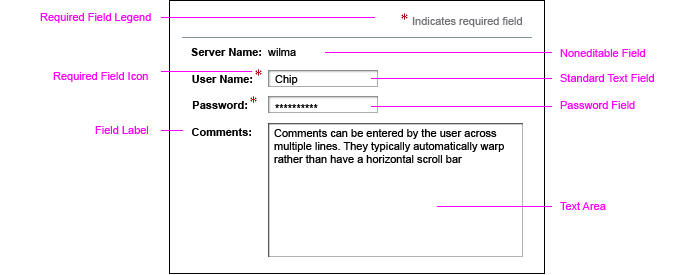 Required Field Legend
* Indicates required field
Server Name: wilma
Noneditable Field
Required Field Icon
User Name:* Chip
Standard Text Field
Password:* **********
Password Field
Field Label
Comments:
Comments can be entered by the user across
multiple lines. They typically automatically warp
rather than have a horizontal scroll bar
Text Area